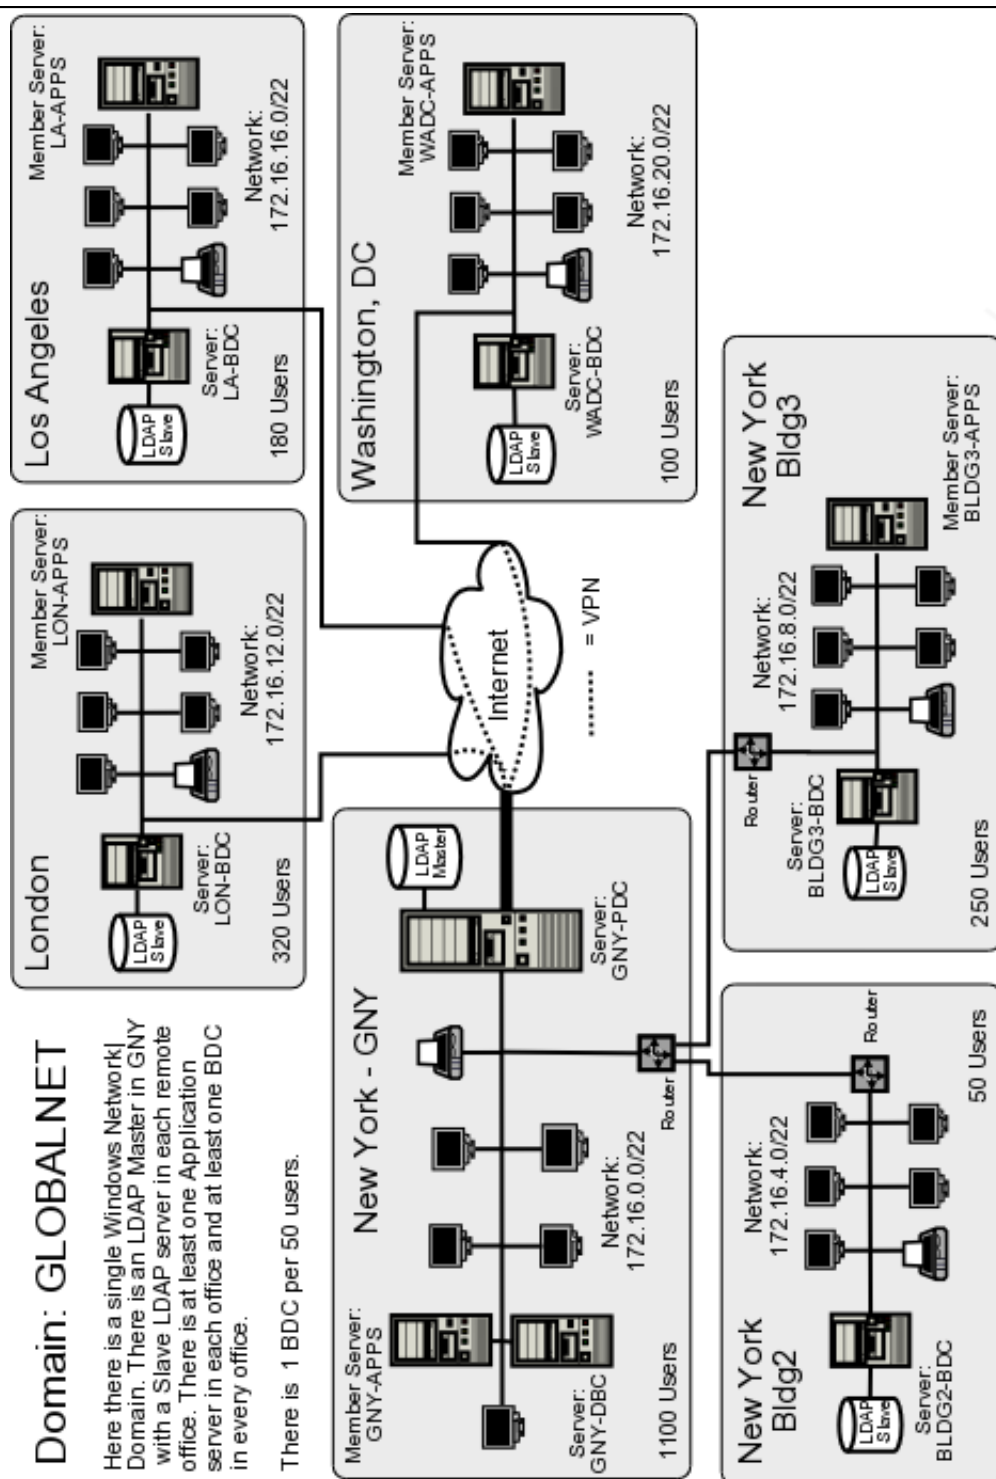 Domain: GLOBALNET
Here there is a single Windows Network|
Domain. There is an LDAP Master in GNY
with a Slave LDAP server in each remote
office. There is at least one Application
server in each office and at least one BDC
in every office.
There is 1 BDC per 50 users.
London
Member Server:
LON-APPS
LDAP
Slave
Server:
LON-BDC
Network:
172.16.12.0/22
320 Users
Los Angeles
Member Server:
LA-APPS
LDAP
Slave
Server:
LA-BDC
Network:
172.16.16.0/22
180 Users
New York - GNY
Member Server:
GNY-APPS
LDAP
Master
Server:
GNY-DBC
Network:
172.16.0.0/22
Server:
GNY-PDC
1100 Users
Router
Internet
= VPN
Washington, DC
Member Server:
WADC-APPS
LDAP
Slave
Server:
WADC-BDC
Network:
172.16.20.0/22
100 Users
New York
Bldg2
Network:
172.16.4.0/22
Router
LDAP
Slave
Server:
BLDG2-BDC
50 Users
New York
Bldg3
Network:
172.16.8.0/22
Router
LDAP
Slave
Server:
BLDG3-BDC
Member Server:
BLDG3-APPS
250 Users